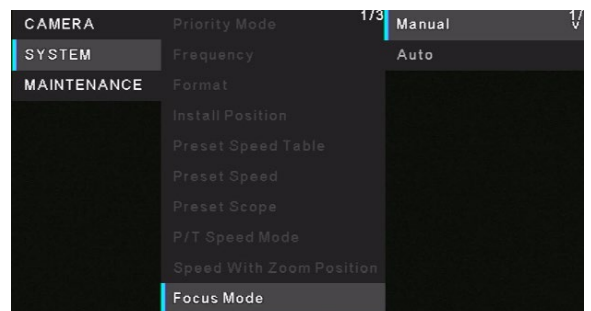 CAMERA
SYSTEM
MAINTENANCE
1/3
Priority Mode
Frequency
Format
Install Position
Preset Speed Table
Preset Speed
Preset Scope
P/T Speed Mode
Speed With Zoom Position
Focus Mode
Manual
Auto